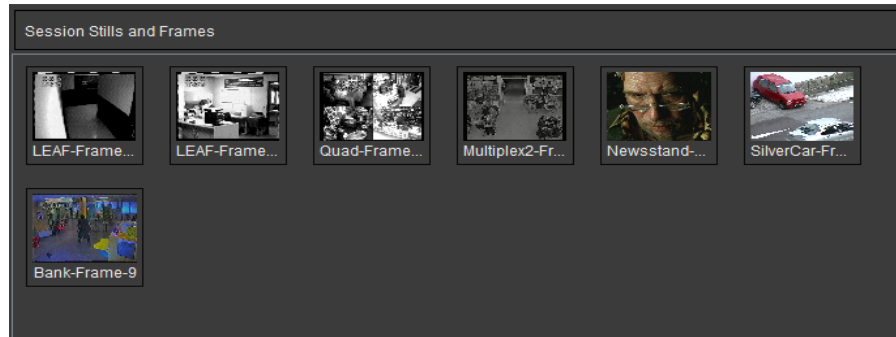 Session Stills and Frames
LEAF-Frame...
LEAF-Frame...
Quad-Frame...
Multiplex2-Fr...
Newsstand-...
SilverCar-Fr...
Bank-Frame-9